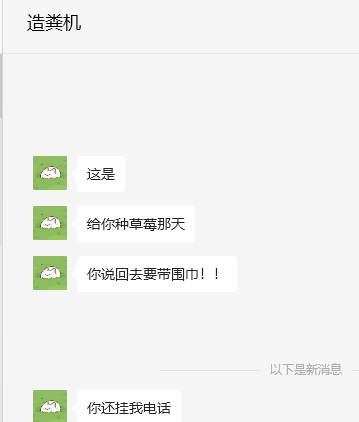 造粪机
这是
给你种草莓那天
你说回去要带围巾！！
以下是新消息
你还挂我电话